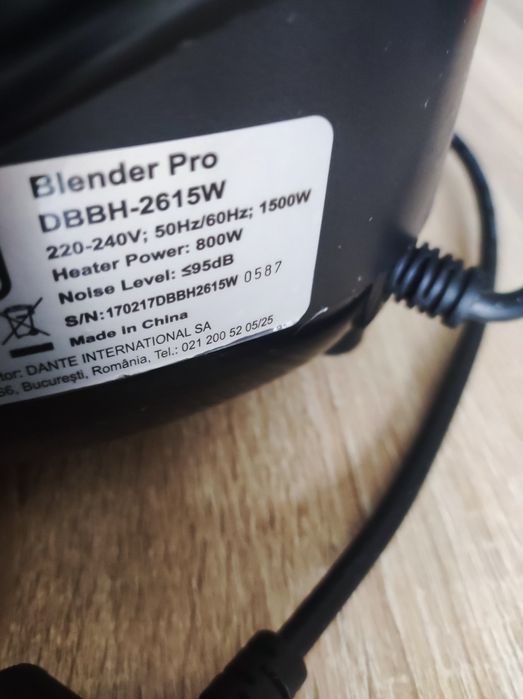 Blender Pro
DBBH-2615W
220-240V; 50Hz/60Hz; 1500W
Heater Power: 800W
Noise Level: ≤95dB
S/N:170217DBBH2615W 0587
Made in China
DANTE INTERNATIONAL SA
București, România, Tel.: 021 200 52 05/25